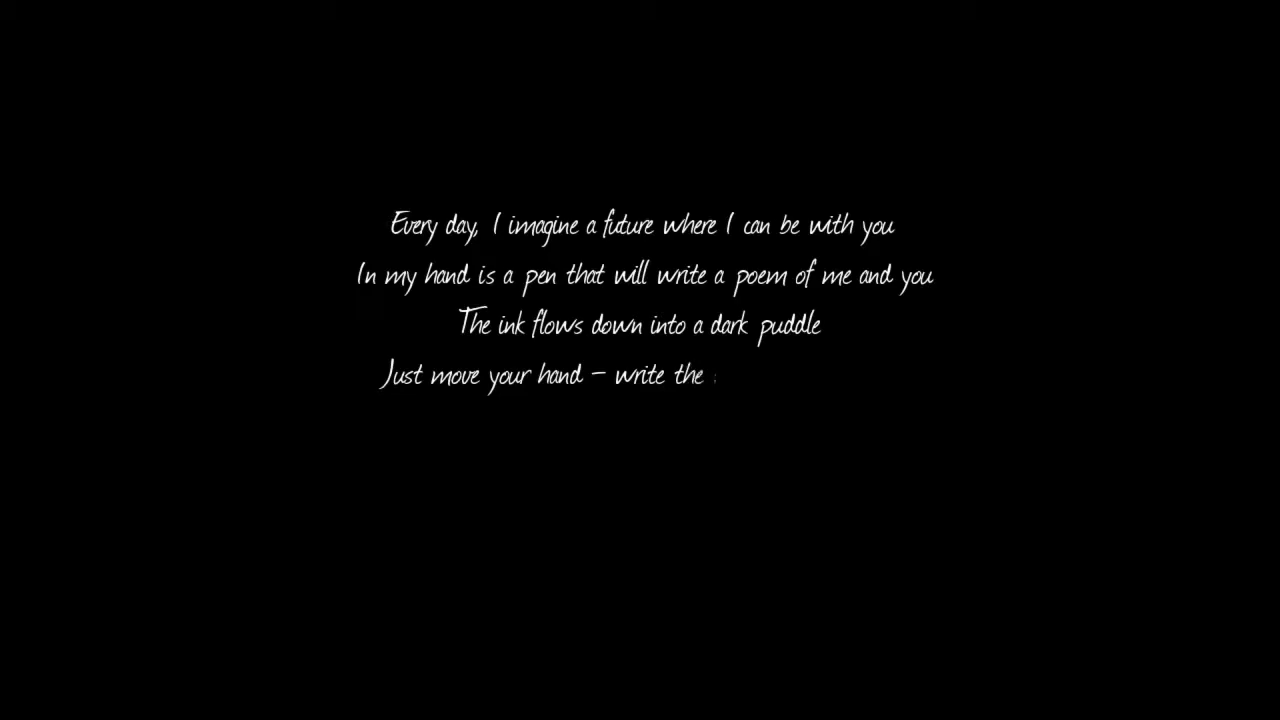 Every day, I imagine a future where I can be with you
In my hand is a pen that will write a poem of me and you
The ink flows down into a dark puddle
Just move your hand – write the